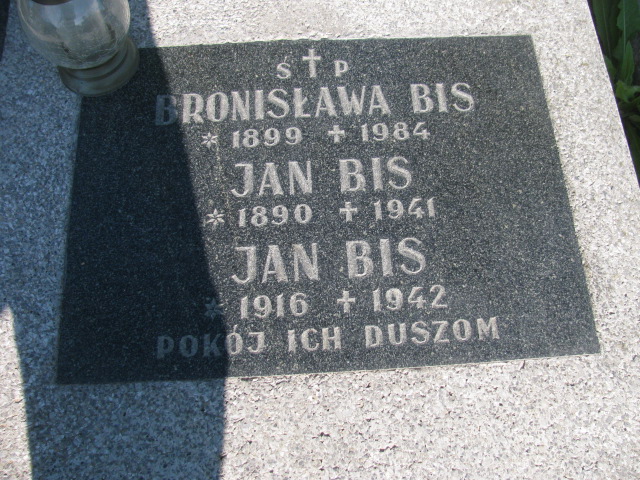 Ś † P
BRONISŁAWA BIS
* 1899 † 1984
JAN BIS
* 1890 † 1941
JAN BIS
* 1916 † 1942
POKÓJ ICH DUSZOM